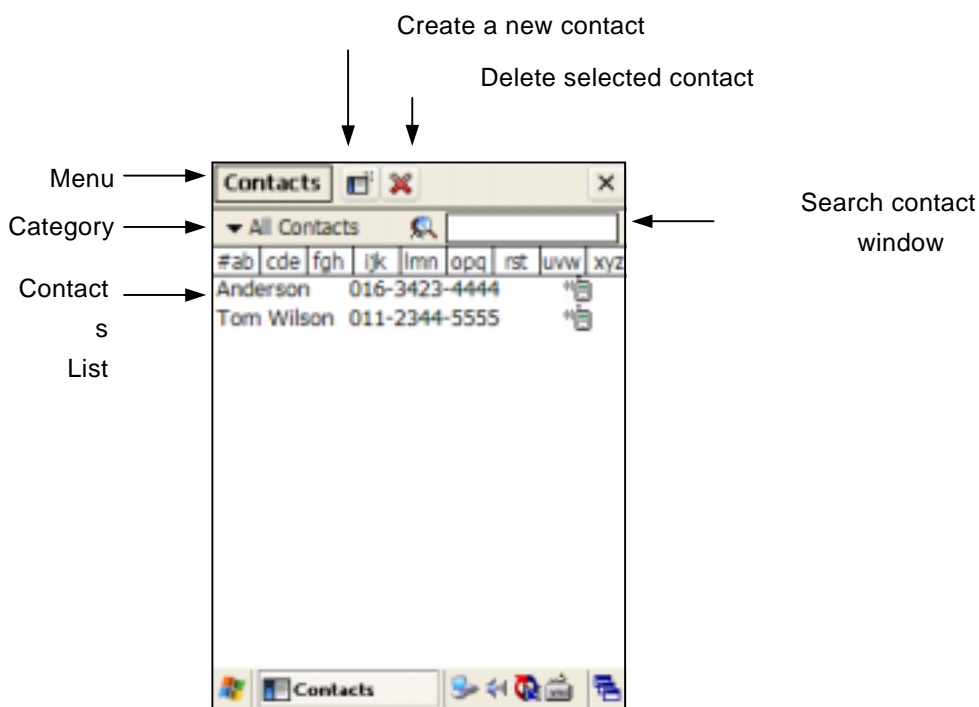 Create a new contact
Delete selected contact
Menu
Contacts
Category
All Contacts
Search contact
window
#ab cde fgh ijk lmn opq rst uvw xyz
Contact
s
List
Anderson 016-3423-4444
Tom Wilson 011-2344-5555
Contacts